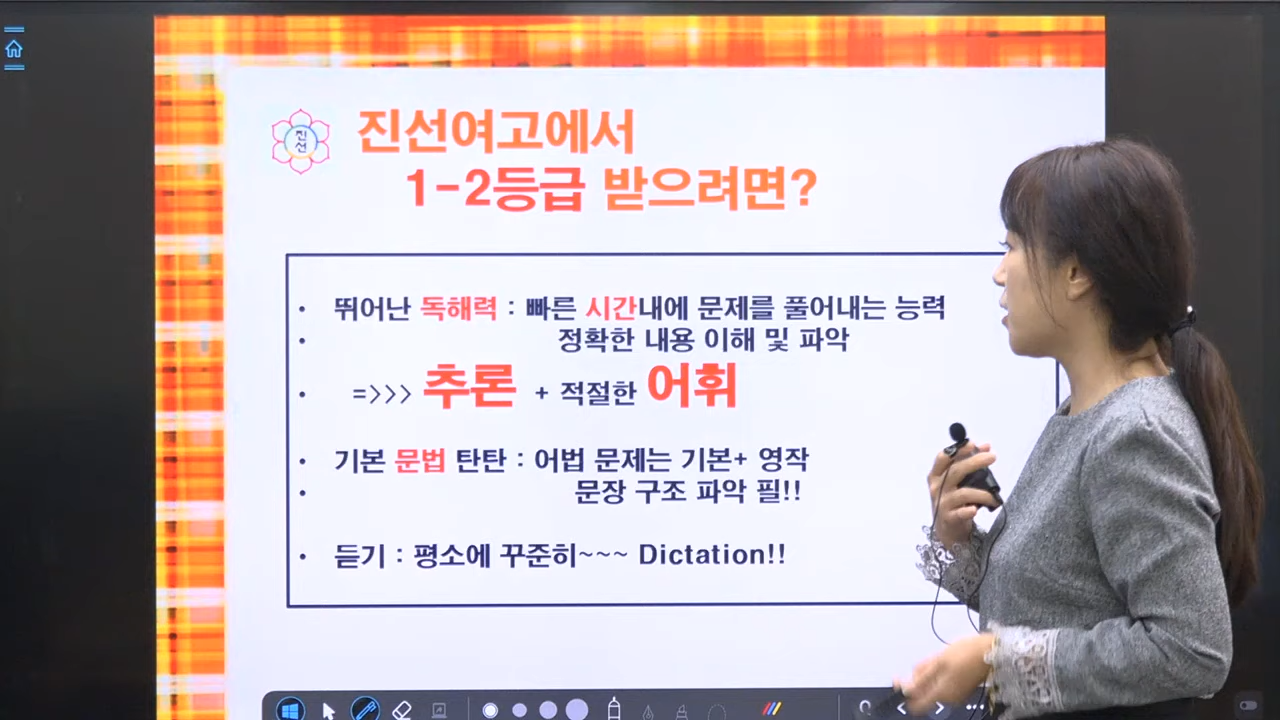 진선
진선여고에서
1-2등급 받으려면?
• 뛰어난 독해력 : 빠른 시간내에 문제를 풀어내는 능력
• 정확한 내용 이해 및 파악
• =>>> 추론 + 적절한 어휘
• 기본 문법 탄탄 : 어법 문제는 기본+ 영작
• 문장 구조 파악 필!!
• 듣기 : 평소에 꾸준히~~~ Dictation!!